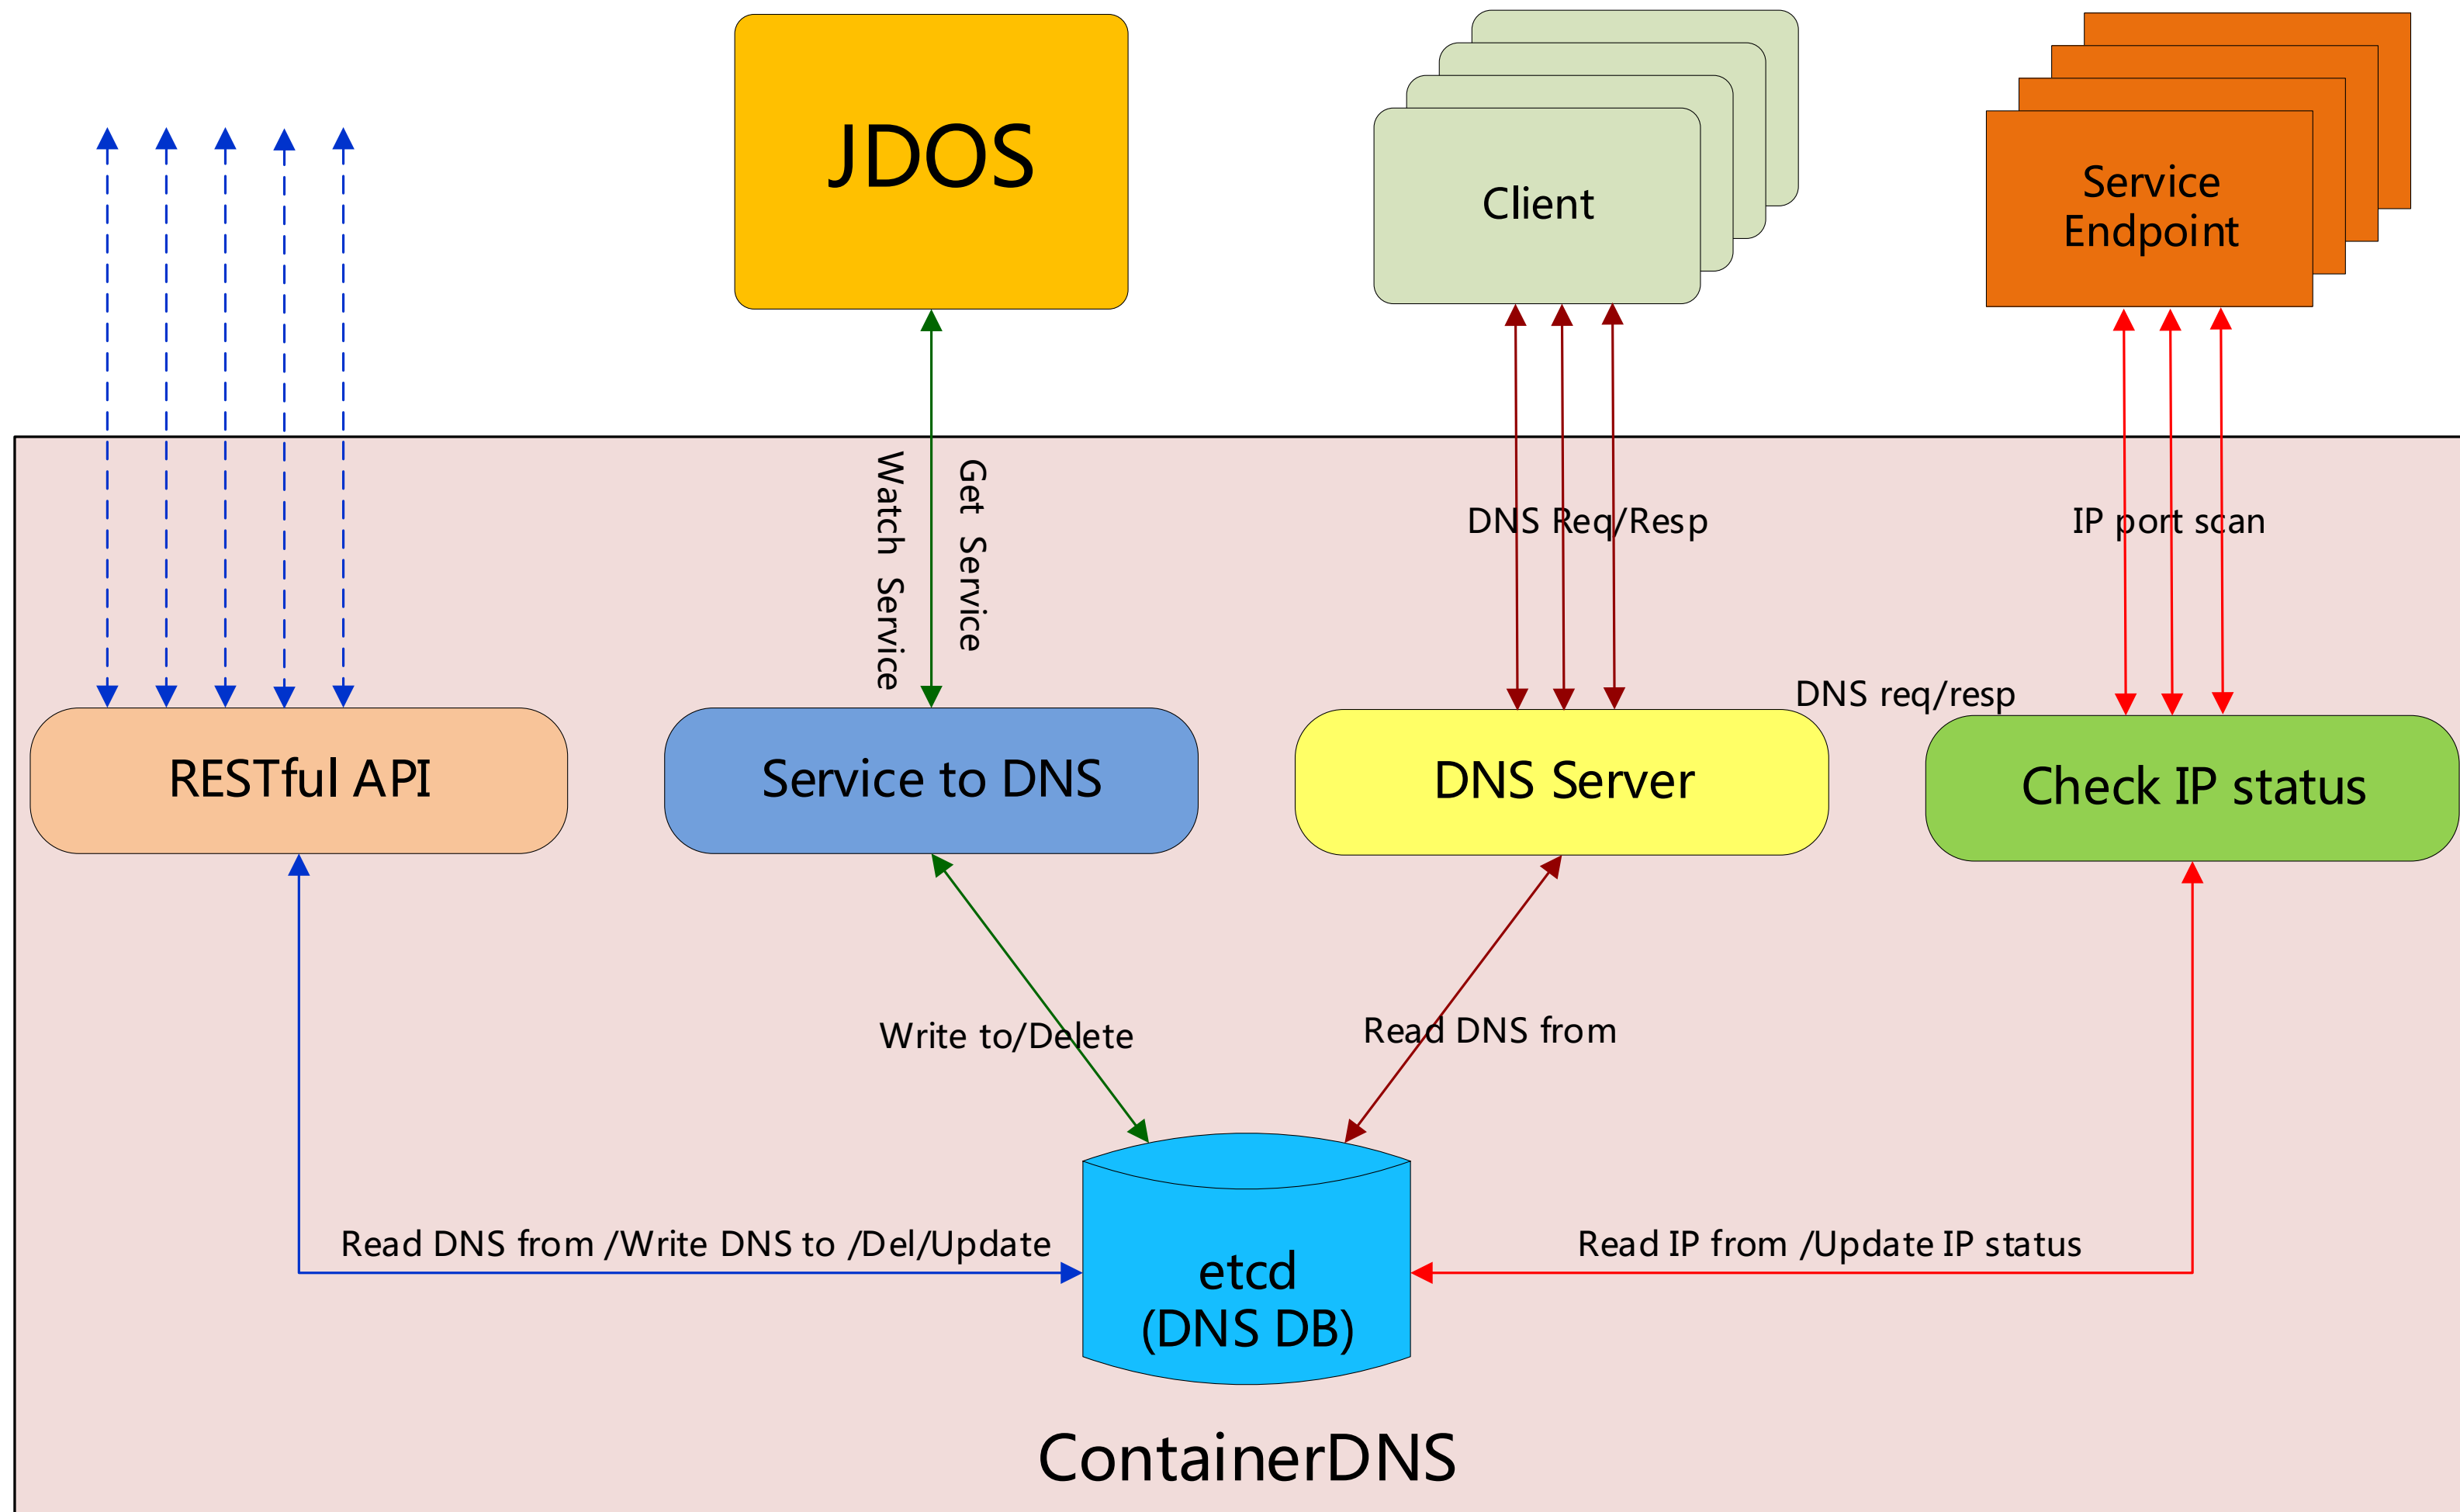 JDOS
Client
Service
Endpoint
Watch Service
Get Service
DNS Req/Resp
IP port scan
DNS req/resp
RESTful API
Service to DNS
DNS Server
Check IP status
Write to/Delete
Read DNS from
Read DNS from /Write DNS to /Del/Update
Read IP from /Update IP status
etcd
(DNS DB)
ContainerDNS